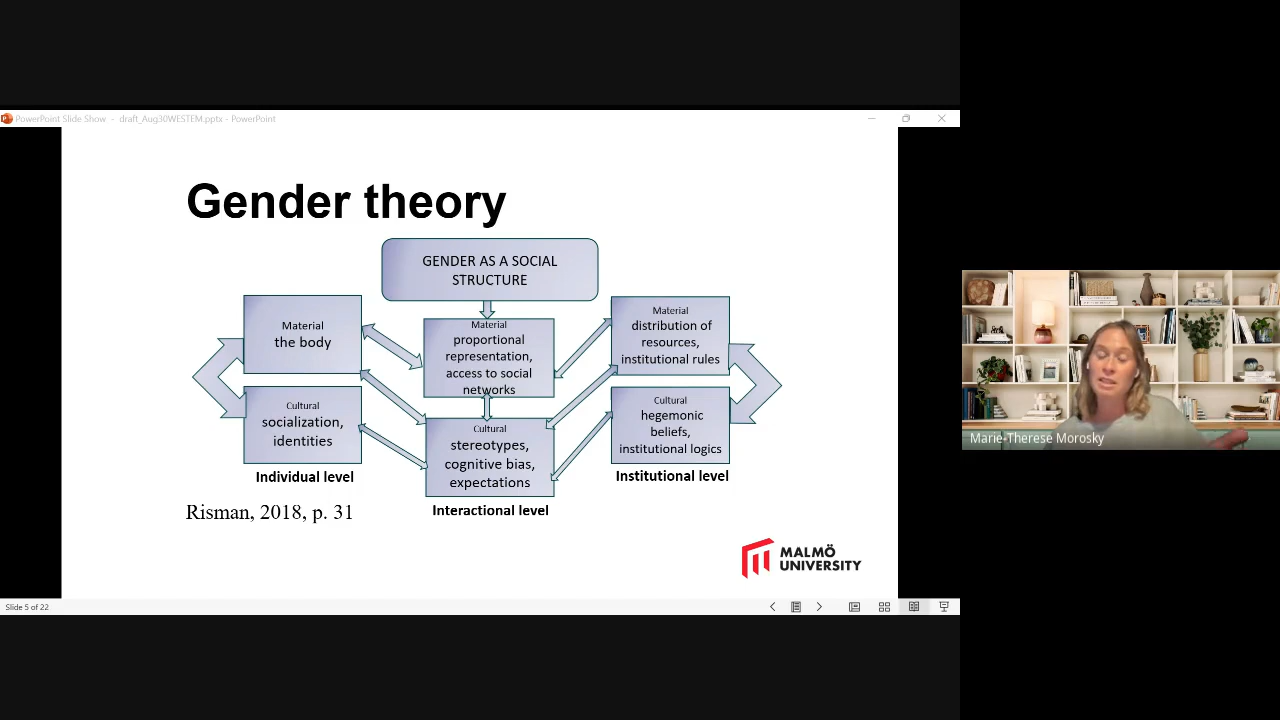 PowerPoint Slide Show - draft_Aug30WESTEM.pptx - PowerPoint
Gender theory
GENDER AS A SOCIAL
STRUCTURE
Material
the body
Cultural
socialization,
identities
Individual level
Material
proportional
representation,
access to social
networks
Cultural
stereotypes,
cognitive bias,
expectations
Interactional level
Material
distribution of
resources,
institutional rules
Cultural
hegemonic
beliefs,
institutional logics
Institutional level
Risman, 2018, p. 31
MALMÖ
UNIVERSITY
Slide 5 of 22
Marie-Therese Morosky